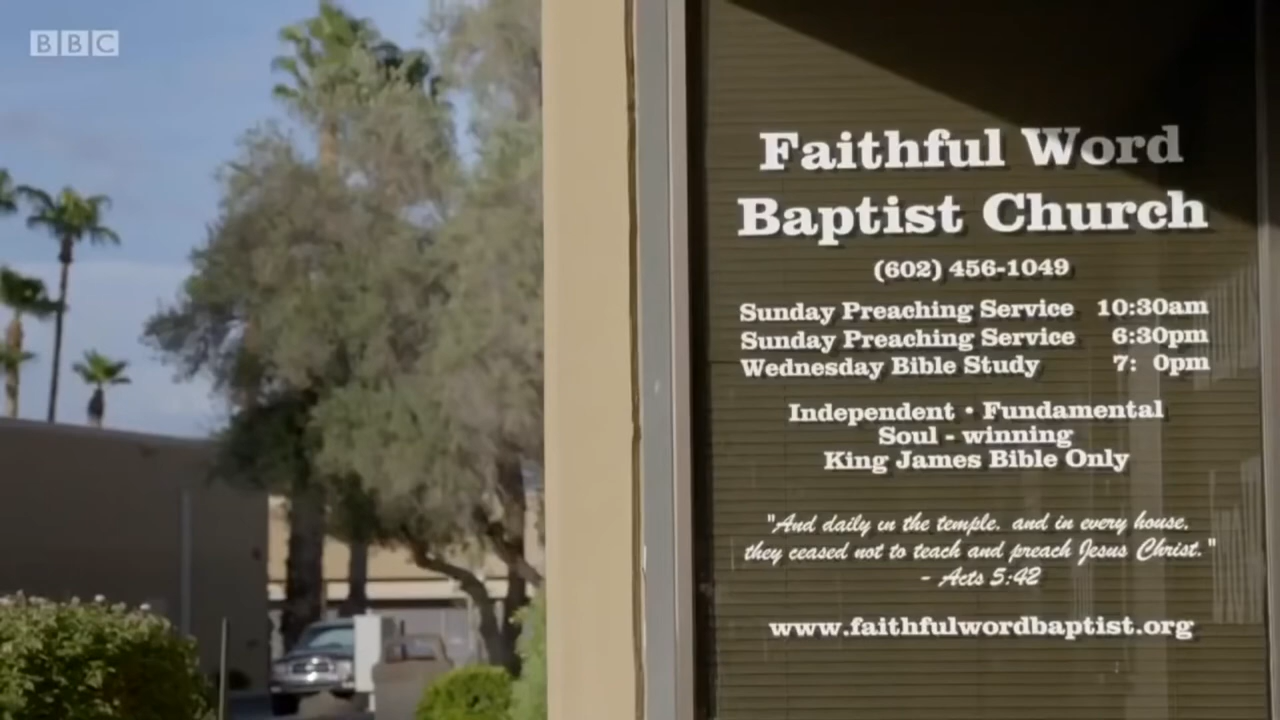 BBC
Faithful Word
Baptist Church
(602) 456-1049
Sunday Preaching Service 10:30am
Sunday Preaching Service 6:30pm
Wednesday Bible Study 7: 0pm
Independent • Fundamental
Soul - winning
King James Bible Only
"And daily in the temple, and in every house,
they ceased not to teach and preach Jesus Christ."
- Acts 5:42
www.faithfulwordbaptist.org